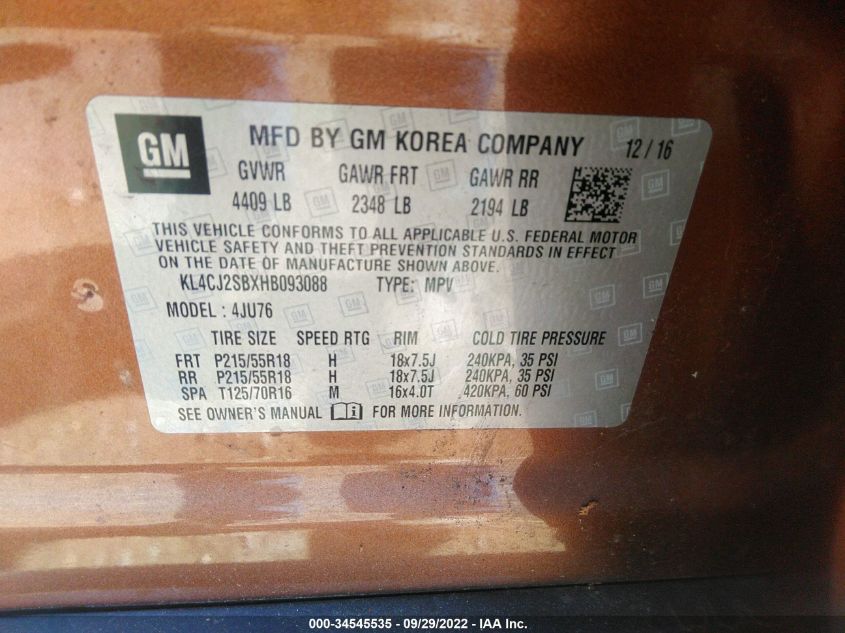 GM
MFD BY GM KOREA COMPANY 12/16
GVWR GAWR FRT GAWR RR
4409 LB 2348 LB 2194 LB
THIS VEHICLE CONFORMS TO ALL APPLICABLE U.S. FEDERAL MOTOR
VEHICLE SAFETY AND THEFT PREVENTION STANDARDS IN EFFECT
ON THE DATE OF MANUFACTURE SHOWN ABOVE.
KL4CJ2SBXHB093088 TYPE: MPV
MODEL: 4JU76
TIRE SIZE SPEED RTG RIM COLD TIRE PRESSURE
FRT P215/55R18 H 18x7.5J 240KPA, 35 PSI
RR P215/55R18 H 18x7.5J 240KPA, 35 PSI
SPA T125/70R16 M 16x4.0T 420KPA, 60 PSI
SEE OWNER'S MANUAL i FOR MORE INFORMATION.
000-34545535 - 09/29/2022 - © IAA Inc.